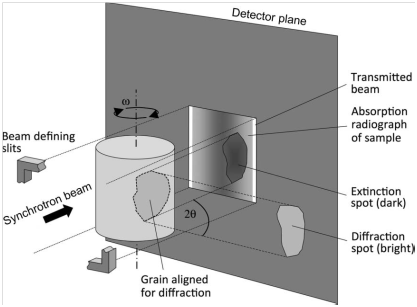 Detector plane
Transmitted
beam
ω
Absorption
radiograph
of sample
Beam defining
slits
Synchrotron beam
Extinction
spot (dark)
2θ
Diffraction
spot (bright)
Grain aligned
for diffraction